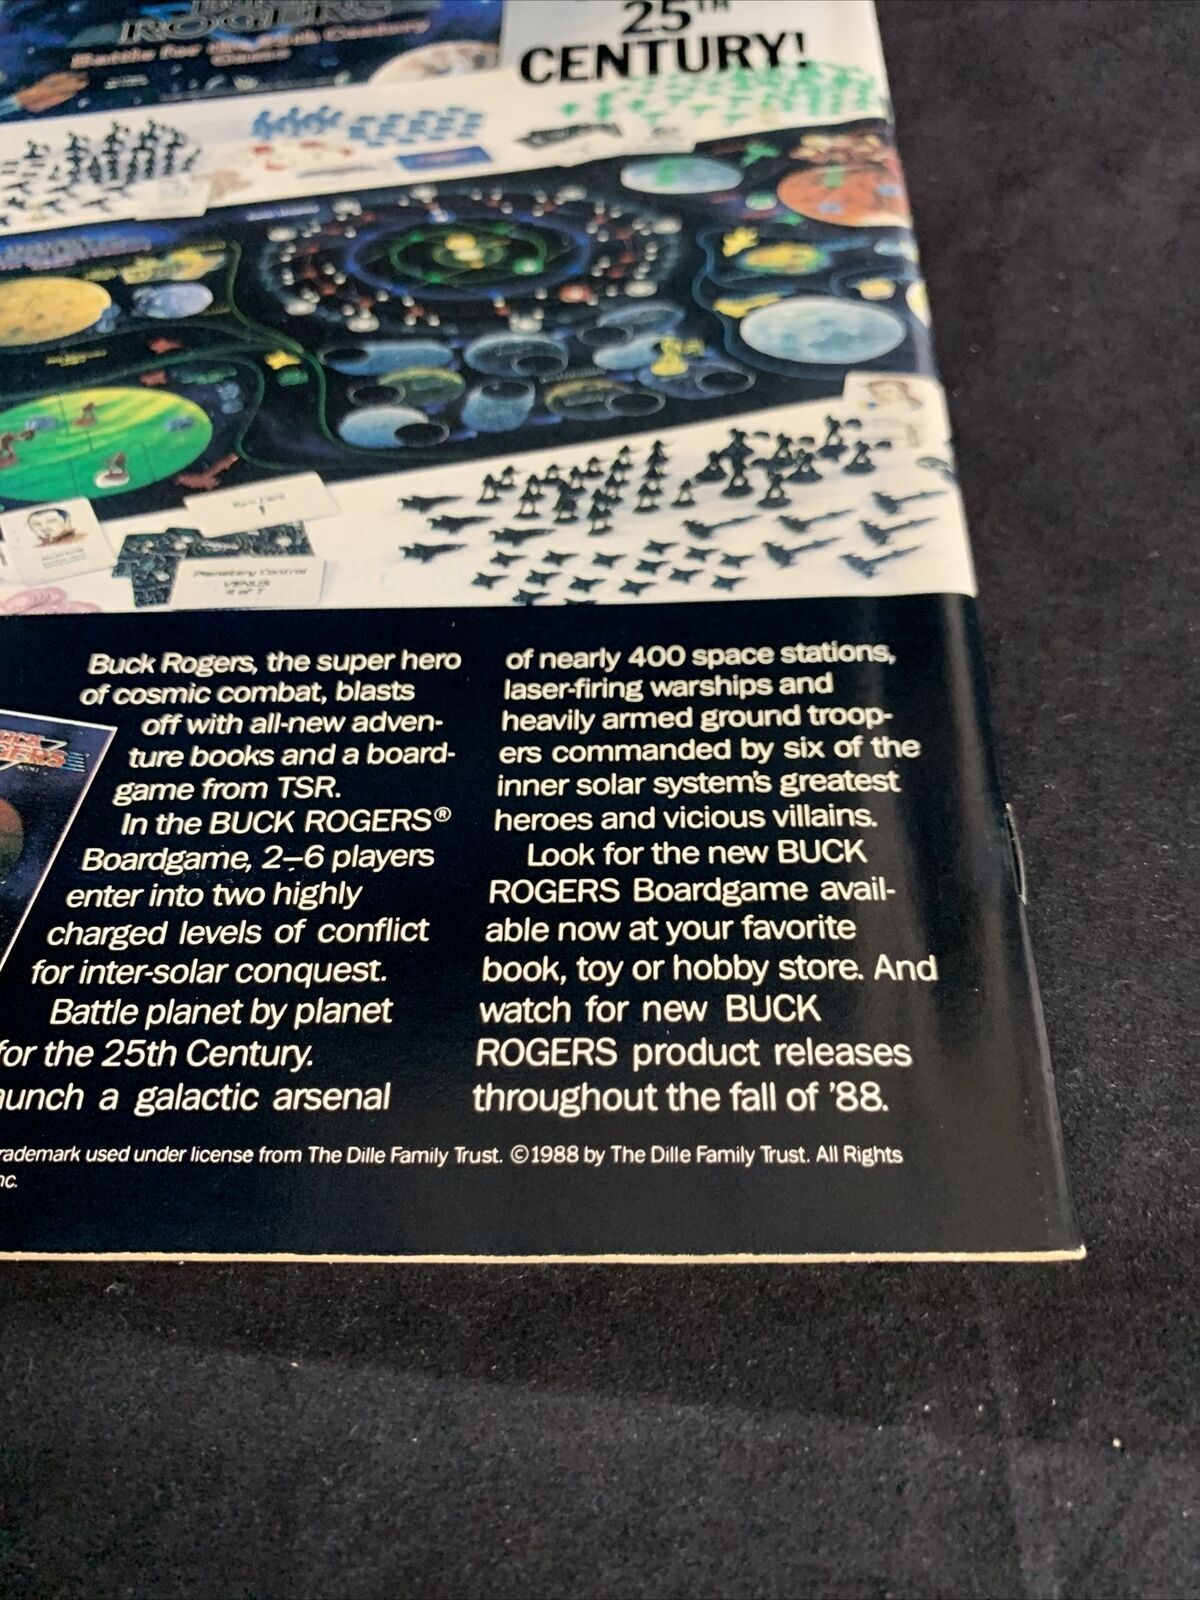 ROGERS
Battle for the 25th Century
Game
25TH
CENTURY!
Planetary Control
VENUS
Buck Rogers, the super hero
of cosmic combat, blasts
off with all-new adven-
ture books and a board-
game from TSR.
In the BUCK ROGERS®
Boardgame, 2–6 players
enter into two highly
charged levels of conflict
for inter-solar conquest.
Battle planet by planet
for the 25th Century.
aunch a galactic arsenal
of nearly 400 space stations,
laser-firing warships and
heavily armed ground troop-
ers commanded by six of the
inner solar system's greatest
heroes and vicious villains.
Look for the new BUCK
ROGERS Boardgame avail-
able now at your favorite
book, toy or hobby store. And
watch for new BUCK
ROGERS product releases
throughout the fall of '88.
rademark used under license from The Dille Family Trust. ©1988 by The Dille Family Trust. All Rights
nc.